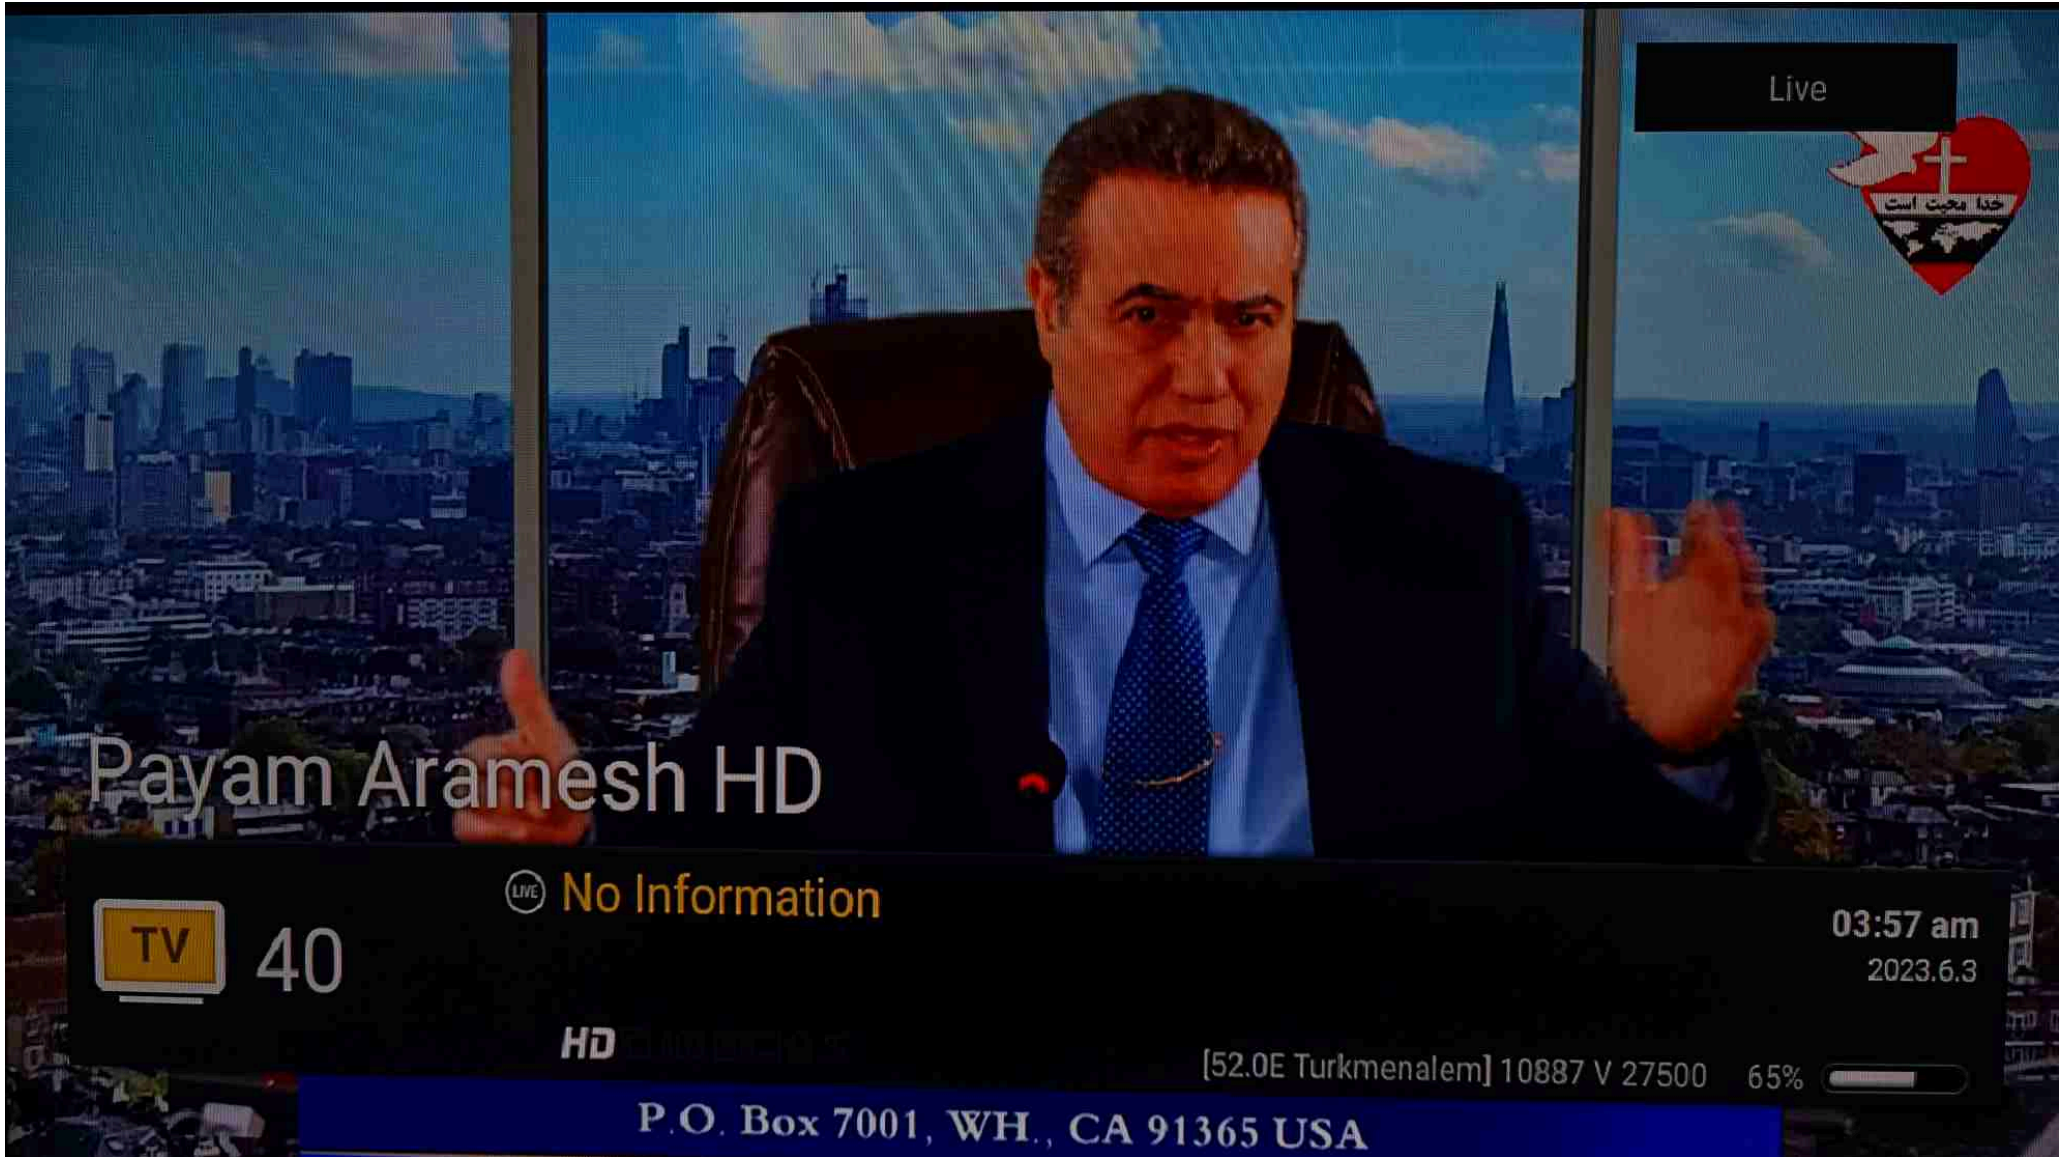 Live
خدا محبت است
Payam Aramesh HD
LIVE No Information
TV 40
03:57 am
2023.6.3
HD
[52.0E Turkmenalem] 10887 V 27500 65%
P.O. Box 7001, WH., CA 91365 USA